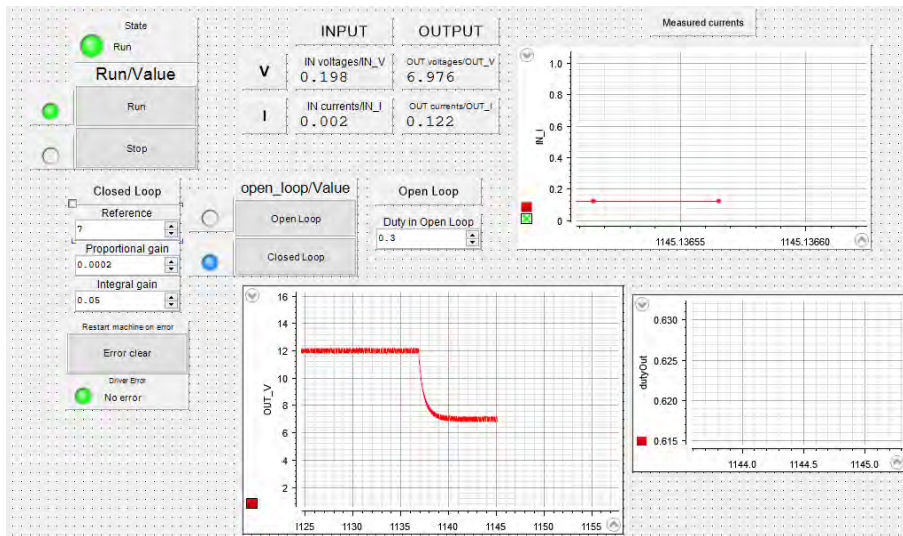 State
Run
Run/Value
Run
Stop
INPUT OUTPUT
V
IN voltages/IN_V
0.198
OUT voltages/OUT_V
6.976
I
IN currents/IN_I
0.002
OUT currents/OUT_I
0.122
Measured currents
IN_I
1.0
0.8
0.6
0.4
0.2
0
1145.13655 1145.13660
Closed Loop
Reference
7
Proportional gain
0.0002
Integral gain
0.05
open_loop/Value
Open Loop
Closed Loop
Open Loop
Duty in Open Loop
0.3
Restart machine on error
Error clear
Driver Error
No error
OUT_V
16
14
12
10
8
6
4
2
1125 1130 1135 1140 1145 1150 1155
dutyOut
0.630
0.625
0.620
0.615
1144.0 1144.5 1145.0